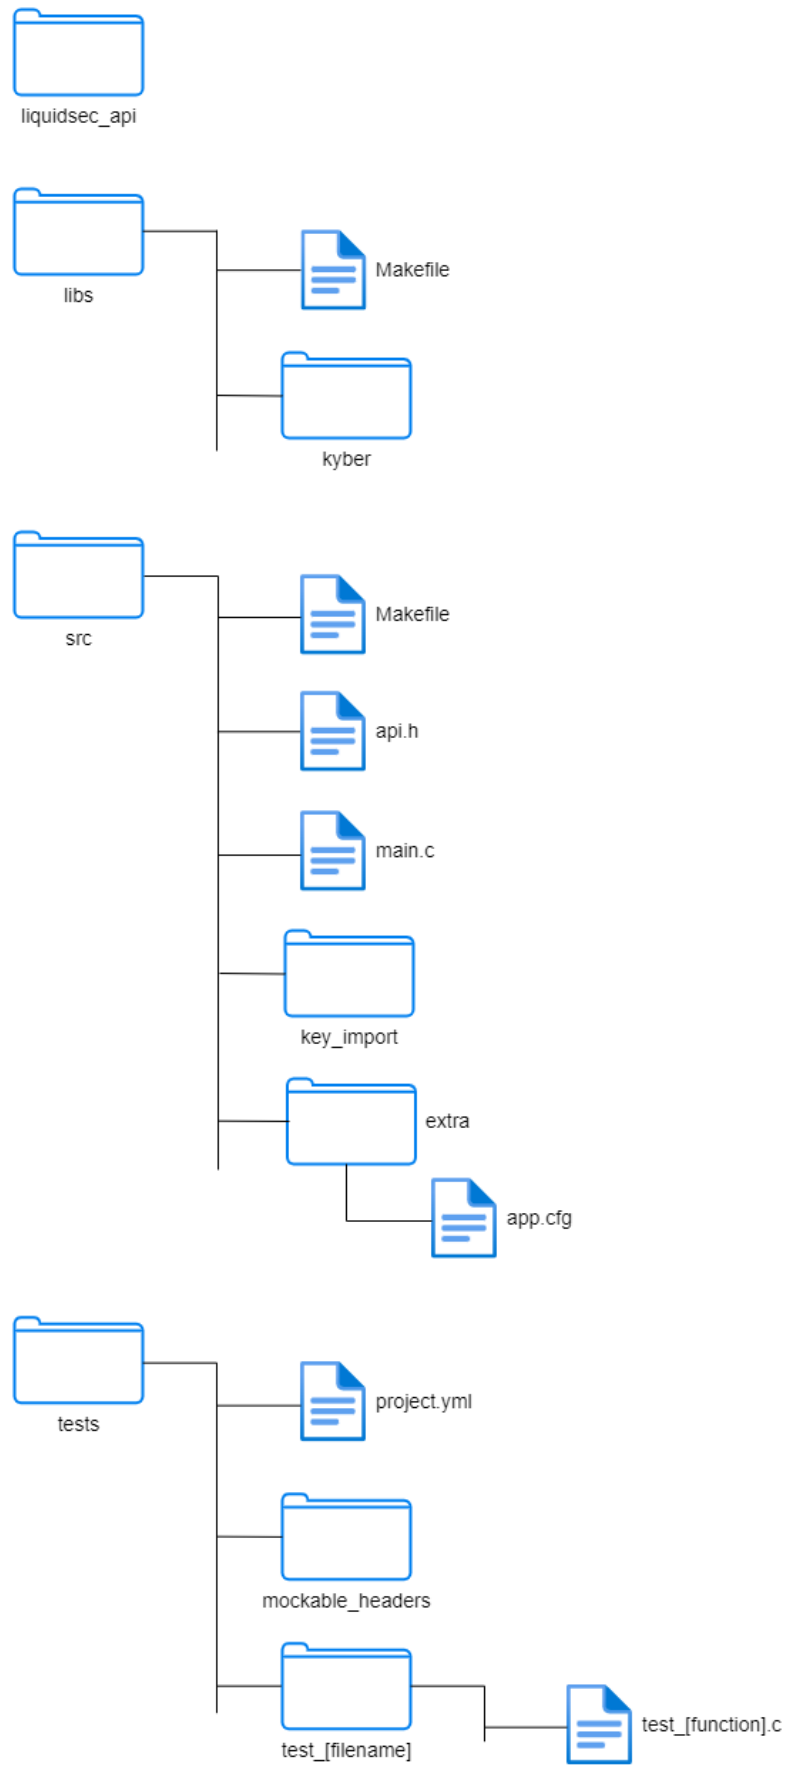 liquidsec_api
libs
Makefile
kyber
src
Makefile
api.h
main.c
key_import
extra
app.cfg
tests
project.yml
mockable_headers
test_[filename]
test_[function].c